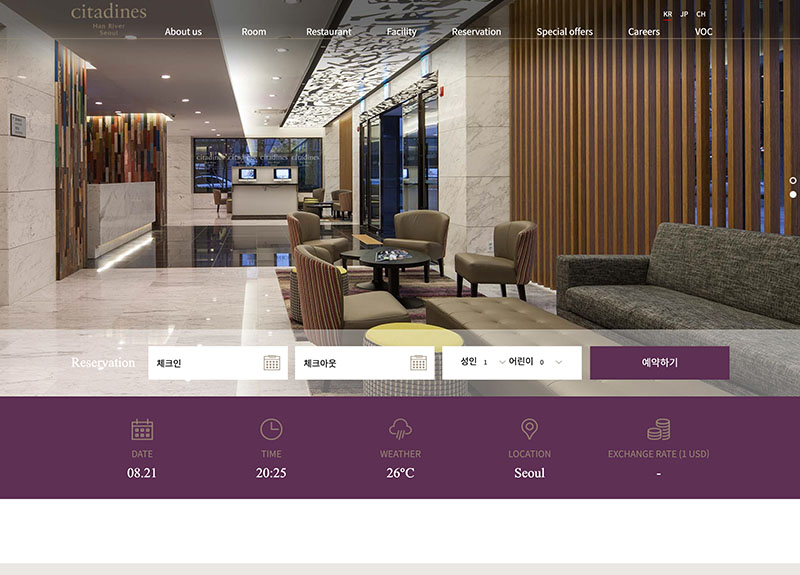 citadines
Han River
Seoul
KR JP CH
About us Room Restaurant Facility Reservation Special offers Careers VOC
citadines citadines citadines citadines
Reservation 체크인 체크아웃 성인 1 어린이 0 예약하기
DATE TIME WEATHER LOCATION EXCHANGE RATE (1 USD)
08.21 20:25 26°C Seoul -